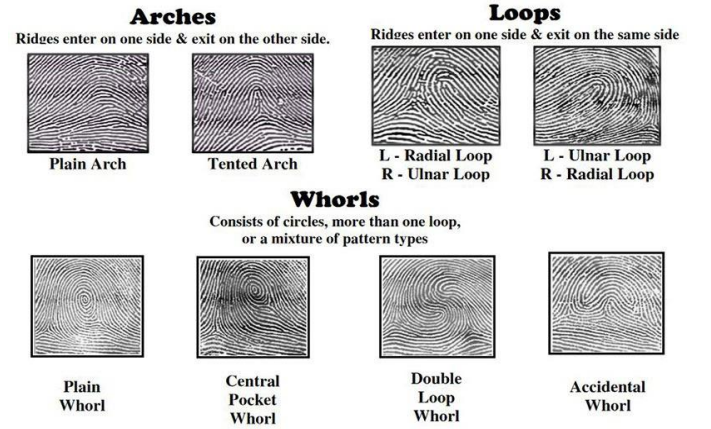 Arches
Ridges enter on one side & exit on the other side.
Plain Arch
Tented Arch
Loops
Ridges enter on one side & exit on the same side
L - Radial Loop
R - Ulnar Loop
L - Ulnar Loop
R - Radial Loop
Whorls
Consists of circles, more than one loop,
or a mixture of pattern types
Plain
Whorl
Central
Pocket
Whorl
Double
Loop
Whorl
Accidental
Whorl